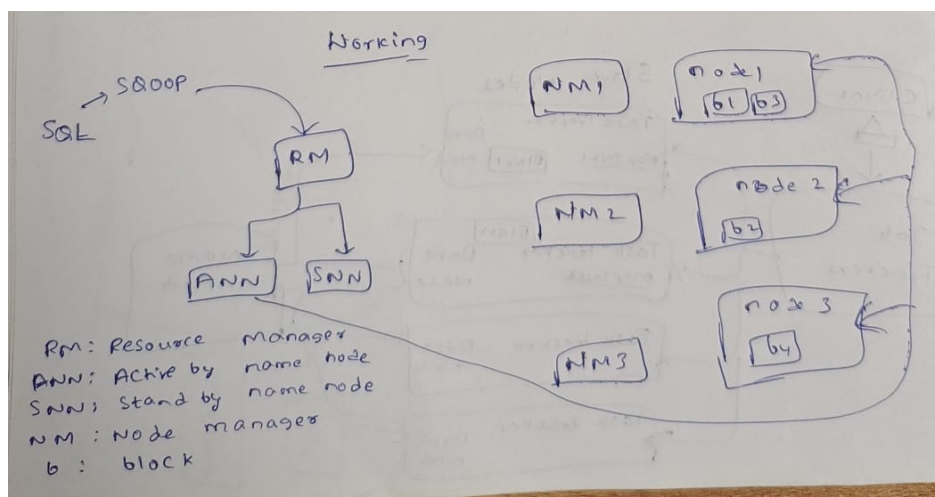 Working
SQL
SQOOP
RM
ANN
SNN
NM1
node1
b1 b3
NM2
node 2
b2
NM3
node 3
b4
RM: Resource manager
ANN: Active by name node
SNN: Stand by name node
NM : Node manager
b : block